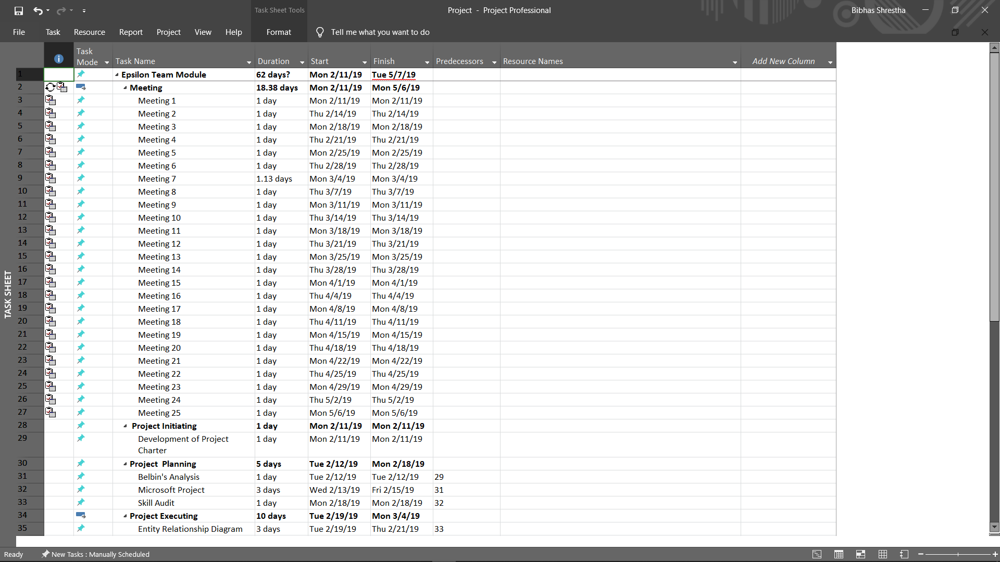 Task Sheet Tools
Project - Project Professional
Bibhas Shrestha
File Task Resource Report Project View Help Format Tell me what you want to do
Task Mode Task Name Duration Start Finish Predecessors Resource Names Add New Column
1 Epsilon Team Module 62 days? Mon 2/11/19 Tue 5/7/19
2 Meeting 18.38 days Mon 2/11/19 Mon 5/6/19
3 Meeting 1 1 day Mon 2/11/19 Mon 2/11/19
4 Meeting 2 1 day Thu 2/14/19 Thu 2/14/19
5 Meeting 3 1 day Mon 2/18/19 Mon 2/18/19
6 Meeting 4 1 day Thu 2/21/19 Thu 2/21/19
7 Meeting 5 1 day Mon 2/25/19 Mon 2/25/19
8 Meeting 6 1 day Thu 2/28/19 Thu 2/28/19
9 Meeting 7 1.13 days Mon 3/4/19 Mon 3/4/19
10 Meeting 8 1 day Thu 3/7/19 Thu 3/7/19
11 Meeting 9 1 day Mon 3/11/19 Mon 3/11/19
12 Meeting 10 1 day Thu 3/14/19 Thu 3/14/19
13 Meeting 11 1 day Mon 3/18/19 Mon 3/18/19
14 Meeting 12 1 day Thu 3/21/19 Thu 3/21/19
15 Meeting 13 1 day Mon 3/25/19 Mon 3/25/19
16 Meeting 14 1 day Thu 3/28/19 Thu 3/28/19
17 Meeting 15 1 day Mon 4/1/19 Mon 4/1/19
18 Meeting 16 1 day Thu 4/4/19 Thu 4/4/19
19 Meeting 17 1 day Mon 4/8/19 Mon 4/8/19
20 Meeting 18 1 day Thu 4/11/19 Thu 4/11/19
21 Meeting 19 1 day Mon 4/15/19 Mon 4/15/19
22 Meeting 20 1 day Thu 4/18/19 Thu 4/18/19
23 Meeting 21 1 day Mon 4/22/19 Mon 4/22/19
24 Meeting 22 1 day Thu 4/25/19 Thu 4/25/19
25 Meeting 23 1 day Mon 4/29/19 Mon 4/29/19
26 Meeting 24 1 day Thu 5/2/19 Thu 5/2/19
27 Meeting 25 1 day Mon 5/6/19 Mon 5/6/19
28 Project Initiating 1 day Mon 2/11/19 Mon 2/11/19
29 Development of Project 1 day Mon 2/11/19 Mon 2/11/19
Charter
30 Project  Planning 5 days Tue 2/12/19 Mon 2/18/19
31 Belbin's Analysis 1 day Tue 2/12/19 Tue 2/12/19 29
32 Microsoft Project 3 days Wed 2/13/19 Fri 2/15/19 31
33 Skill Audit 1 day Mon 2/18/19 Mon 2/18/19 32
34 Project Executing 10 days Tue 2/19/19 Mon 3/4/19
35 Entity Relationship Diagram 3 days Tue 2/19/19 Thu 2/21/19 33
TASK SHEET
Ready New Tasks : Manually Scheduled